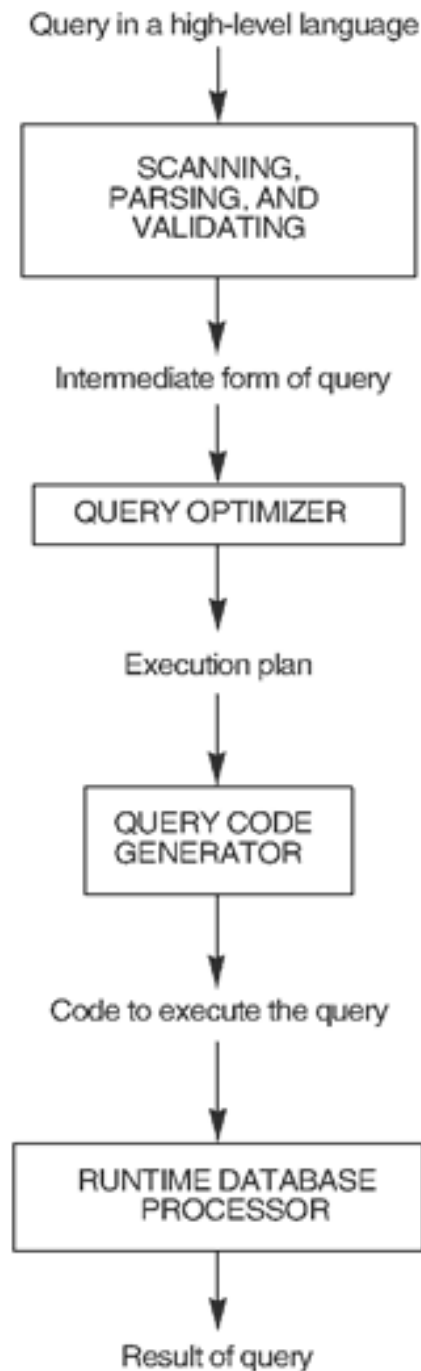 Query in a high-level language
SCANNING,
PARSING, AND
VALIDATING
Intermediate form of query
QUERY OPTIMIZER
Execution plan
QUERY CODE
GENERATOR
Code to execute the query
RUNTIME DATABASE
PROCESSOR
Result of query